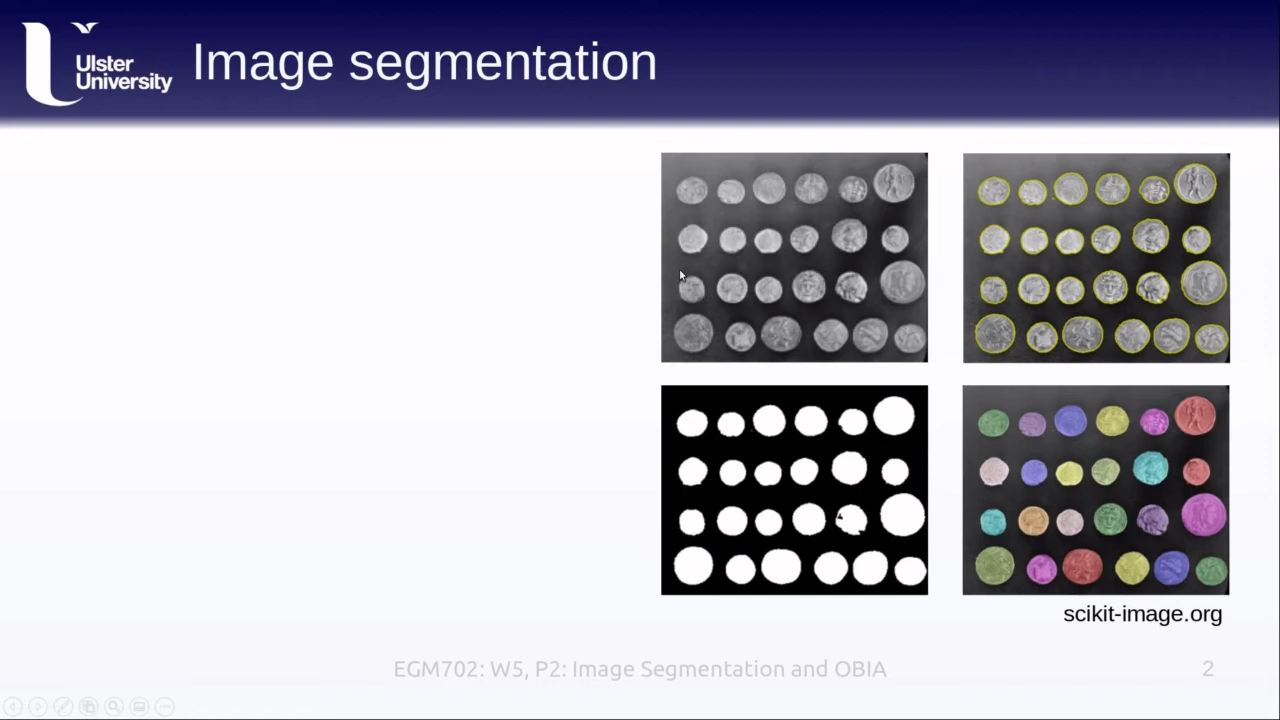 Ulster
University
Image segmentation
scikit-image.org
EGM702: W5, P2: Image Segmentation and OBIA
2